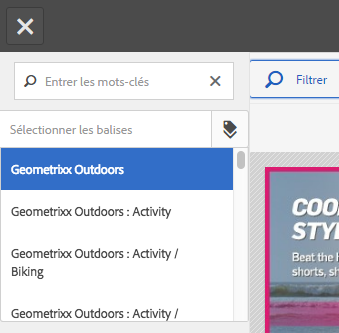 Entrer les mots-clés
Filtrer
Sélectionner les balises
Geometrixx Outdoors
Geometrixx Outdoors : Activity
Geometrixx Outdoors : Activity /
Biking
Geometrixx Outdoors : Activity /
COO
STY
Beat the h
shorts, sh